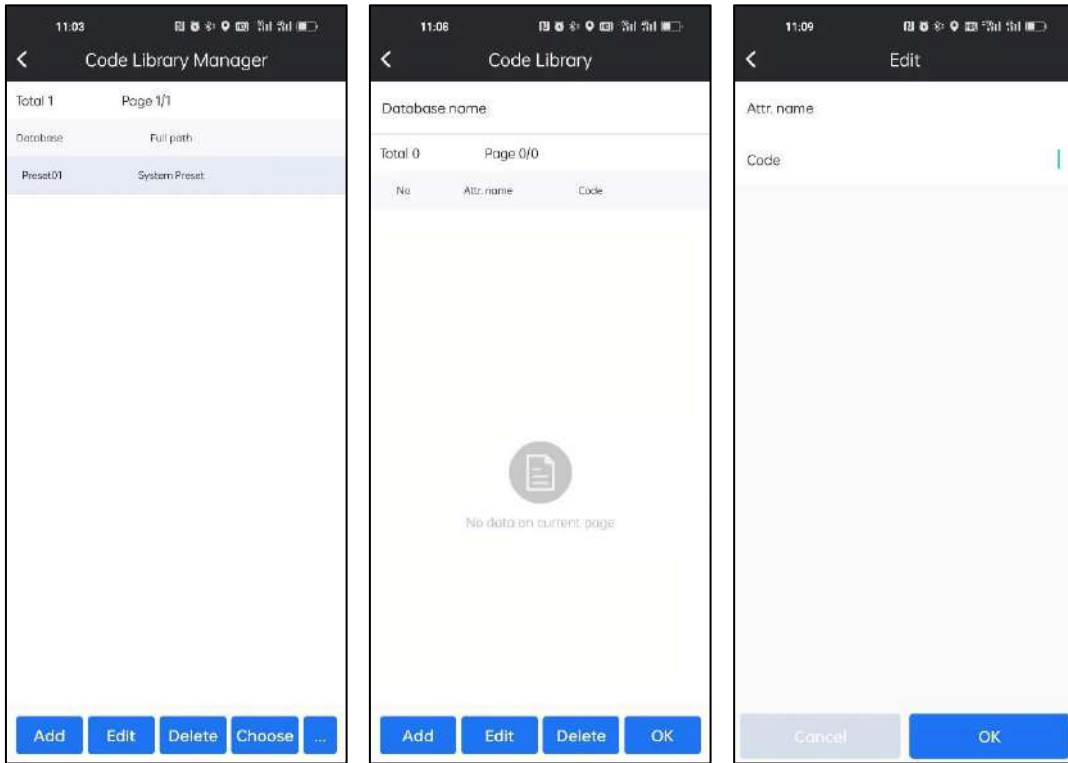 11:03
Code Library Manager
Total 1 Page 1/1
Database Full path
Preset01 System Preset
Add Edit Delete Choose ...
11:06
Code Library
Database name
Total 0 Page 0/0
No Attr. name Code
No data on current page
Add Edit Delete OK
11:09
Edit
Attr. name
Code
Cancel OK